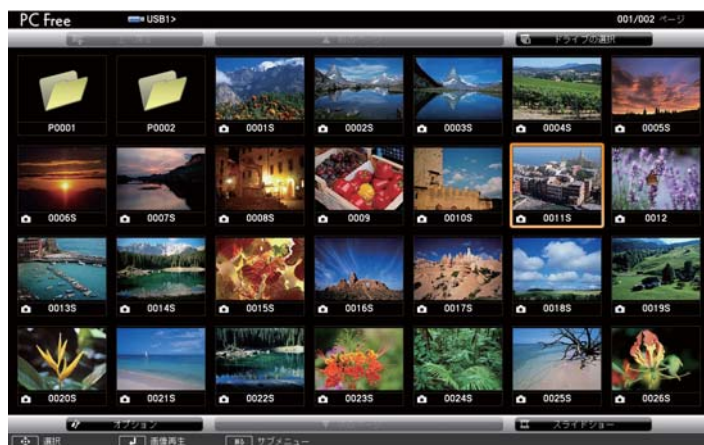 PC Free USB1> 001/002 ページ
ドライブの選択
P0001 P0002 0001S 0002S 0003S 0004S 0005S
0006S 0007S 0008S 0009 0010S 0011S 0012
0013S 0014S 0015S 0016S 0017S 0018S 0019S
0020S 0021S 0022S 0023S 0024S 0025S 0026S
オプション スライドショー
選択 画像再生 戻る サブメニュー